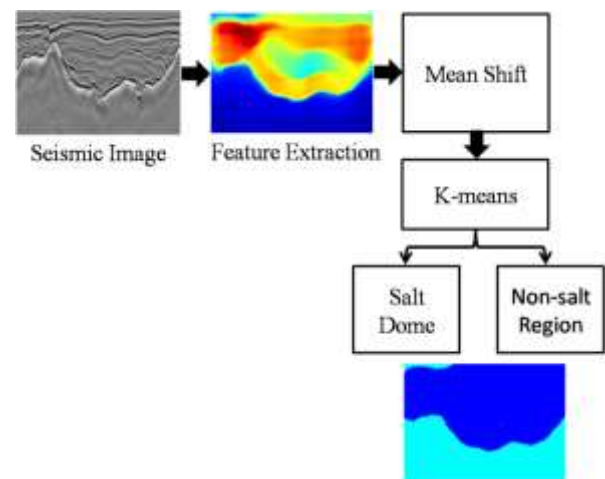 Mean Shift
Seismic Image
Feature Extraction
K-means
Salt
Dome
Non-salt
Region